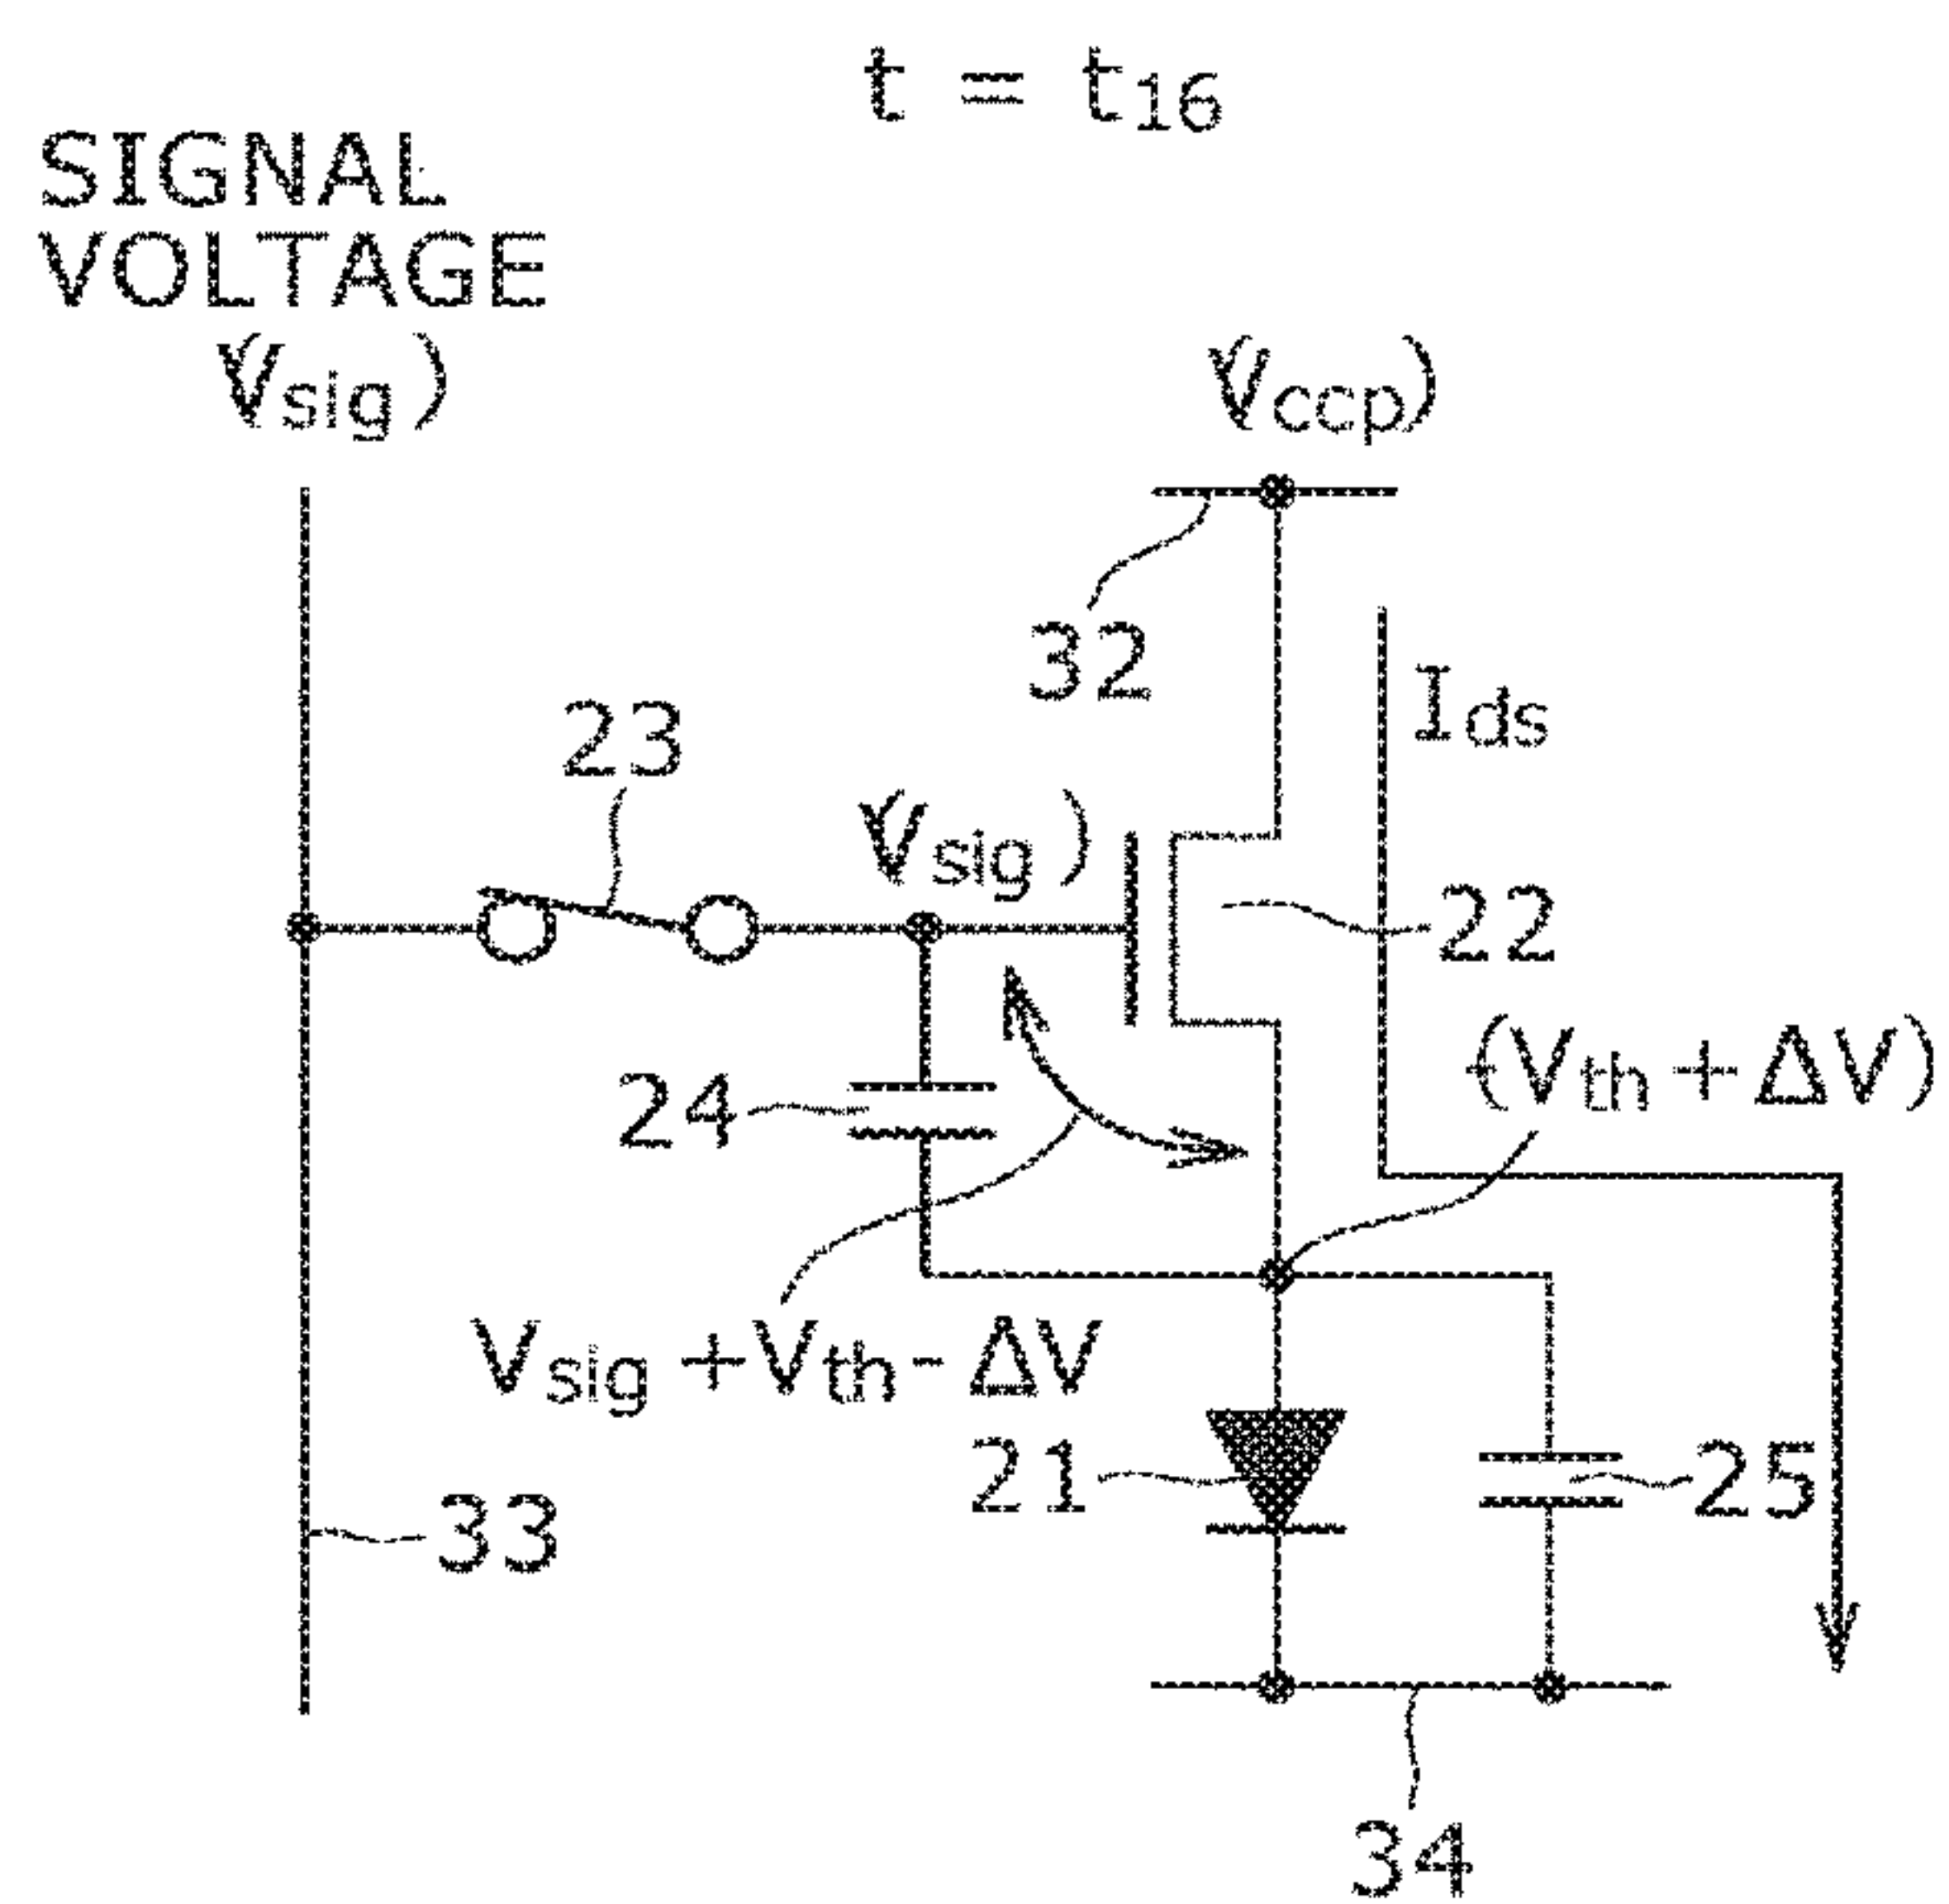 t = t16
SIGNAL
VOLTAGE
(Vsig)
(Vccp)
32
Ids
23
(Vsig)
22
24
(-Vth+ΔV)
Vsig+Vth-ΔV
21
25
33
34